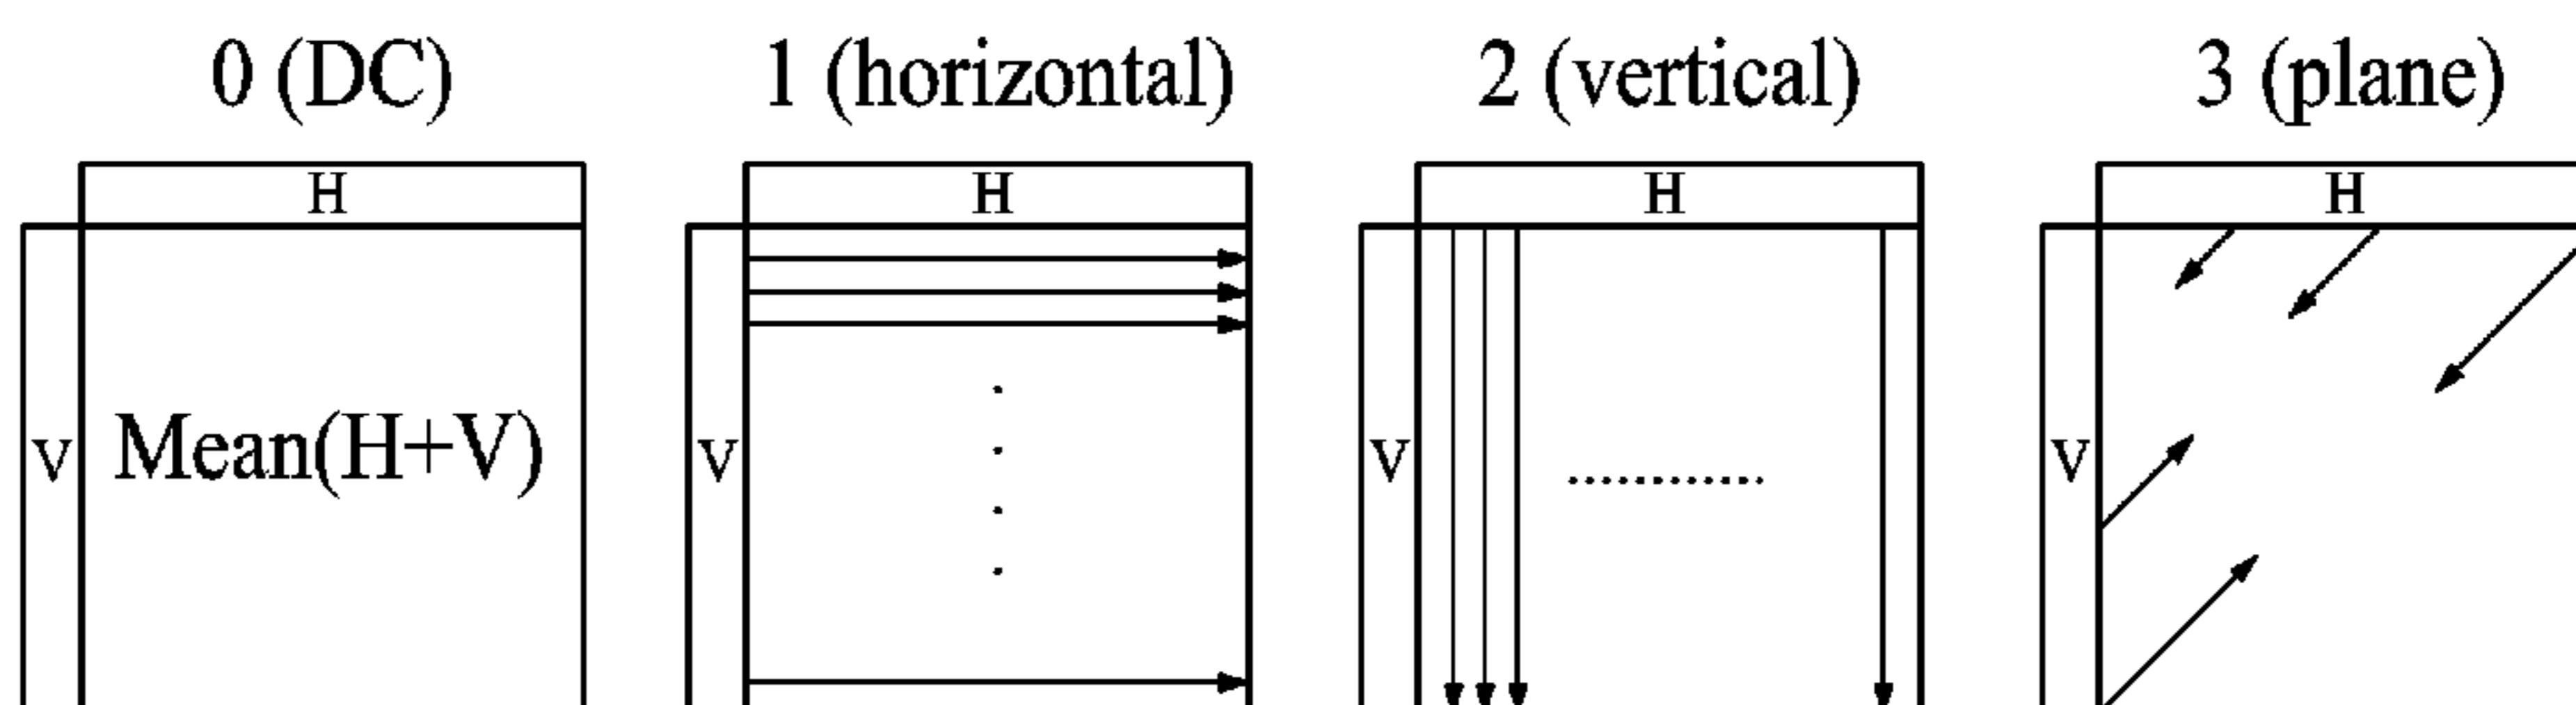 0 (DC) 1 (horizontal) 2 (vertical) 3 (plane)
H H H H
V Mean(H+V) V V V